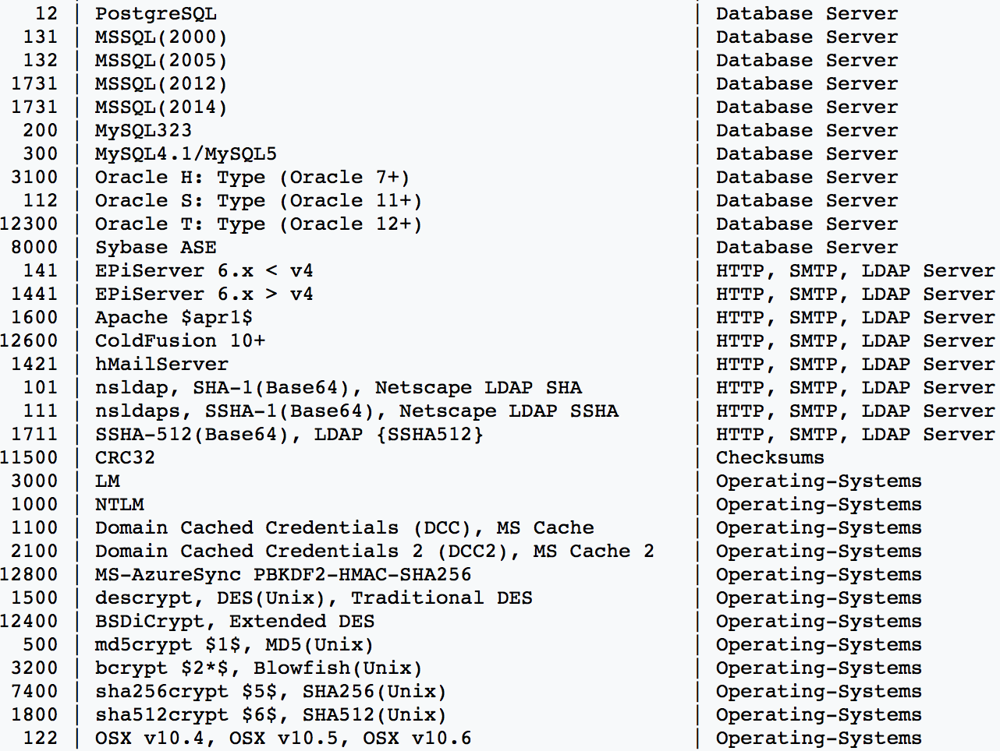 12 | PostgreSQL | Database Server
131 | MSSQL(2000) | Database Server
132 | MSSQL(2005) | Database Server
1731 | MSSQL(2012) | Database Server
1731 | MSSQL(2014) | Database Server
200 | MySQL323 | Database Server
300 | MySQL4.1/MySQL5 | Database Server
3100 | Oracle H: Type (Oracle 7+) | Database Server
112 | Oracle S: Type (Oracle 11+) | Database Server
12300 | Oracle T: Type (Oracle 12+) | Database Server
8000 | Sybase ASE | Database Server
141 | EPiServer 6.x < v4 | HTTP, SMTP, LDAP Server
1441 | EPiServer 6.x > v4 | HTTP, SMTP, LDAP Server
1600 | Apache $apr1$ | HTTP, SMTP, LDAP Server
12600 | ColdFusion 10+ | HTTP, SMTP, LDAP Server
1421 | hMailServer | HTTP, SMTP, LDAP Server
101 | nsldap, SHA-1(Base64), Netscape LDAP SHA | HTTP, SMTP, LDAP Server
111 | nsldaps, SSHA-1(Base64), Netscape LDAP SSHA | HTTP, SMTP, LDAP Server
1711 | SSHA-512(Base64), LDAP {SSHA512} | HTTP, SMTP, LDAP Server
11500 | CRC32 | Checksums
3000 | LM | Operating-Systems
1000 | NTLM | Operating-Systems
1100 | Domain Cached Credentials (DCC), MS Cache | Operating-Systems
2100 | Domain Cached Credentials 2 (DCC2), MS Cache 2 | Operating-Systems
12800 | MS-AzureSync PBKDF2-HMAC-SHA256 | Operating-Systems
1500 | descrypt, DES(Unix), Traditional DES | Operating-Systems
12400 | BSDiCrypt, Extended DES | Operating-Systems
500 | md5crypt $1$, MD5(Unix) | Operating-Systems
3200 | bcrypt $2*$, Blowfish(Unix) | Operating-Systems
7400 | sha256crypt $5$, SHA256(Unix) | Operating-Systems
1800 | sha512crypt $6$, SHA512(Unix) | Operating-Systems
122 | OSX v10.4, OSX v10.5, OSX v10.6 | Operating-Systems